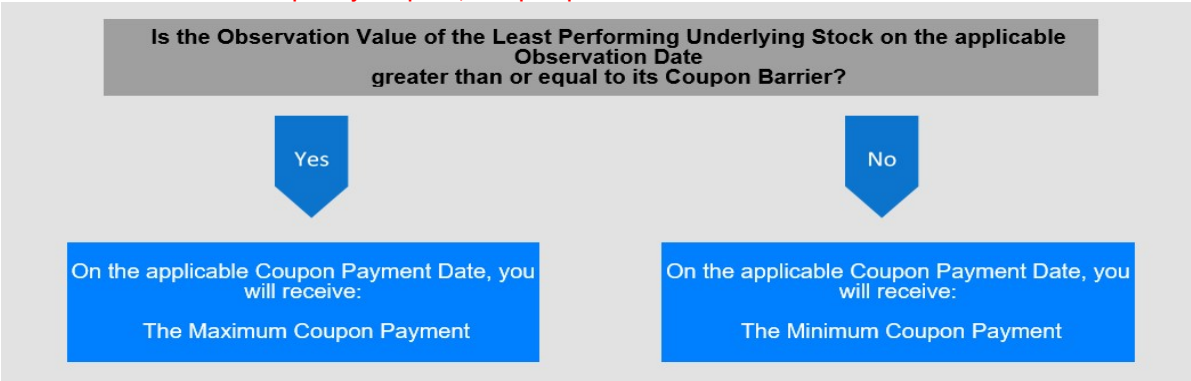 Is the Observation Value of the Least Performing Underlying Stock on the applicable
Observation Date
greater than or equal to its Coupon Barrier?
Yes
No
On the applicable Coupon Payment Date, you
will receive:
The Maximum Coupon Payment
On the applicable Coupon Payment Date, you
will receive:
The Minimum Coupon Payment